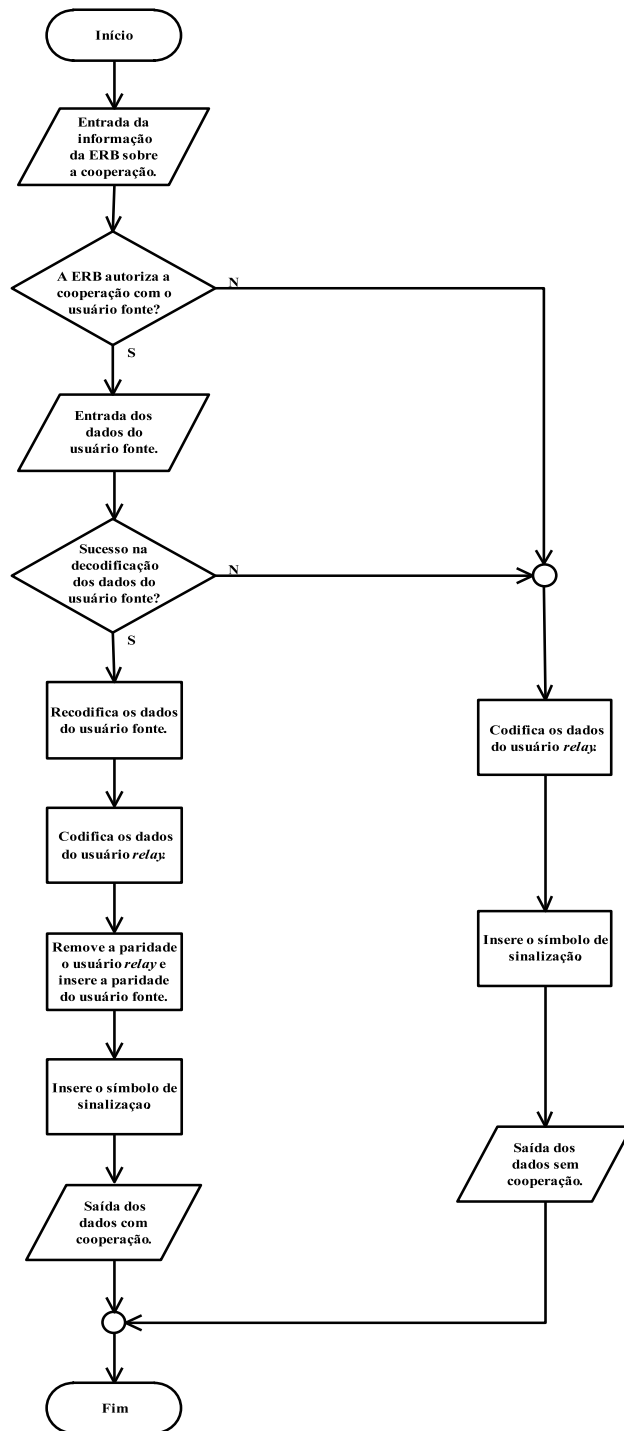 Início
Entrada da
informação
da ERB sobre
a cooperação.
A ERB autoriza a
cooperação com o
usuário fonte?
N
S
Entrada dos
dados do
usuário fonte.
Sucesso na
decodificação
dos dados do
usuário fonte?
N
S
Recodifica os dados
do usuário fonte.
Codifica os dados
do usuário relay.
Codifica os dados
do usuário relay.
Remove a paridade
o usuário relay e
insere a paridade
do usuário fonte.
Insere o símbolo de
sinalização
Insere o símbolo de
sinalizaçao
Saída dos
dados sem
cooperação.
Saída dos
dados com
cooperação.
Fim